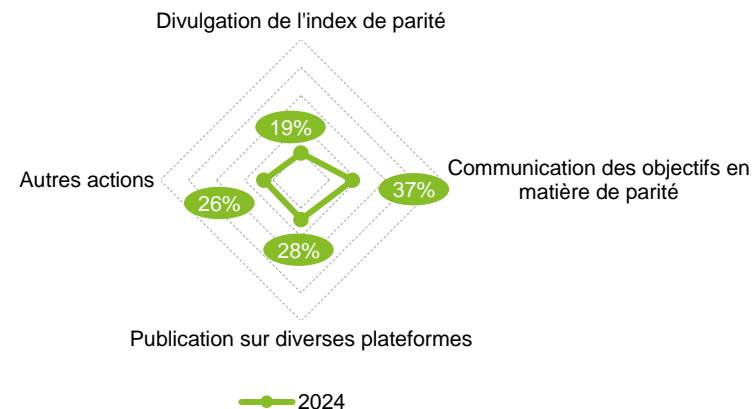 Divulgation de l'index de parité
19%
Autres actions
26%
Communication des objectifs en
matière de parité
37%
28%
Publication sur diverses plateformes
2024